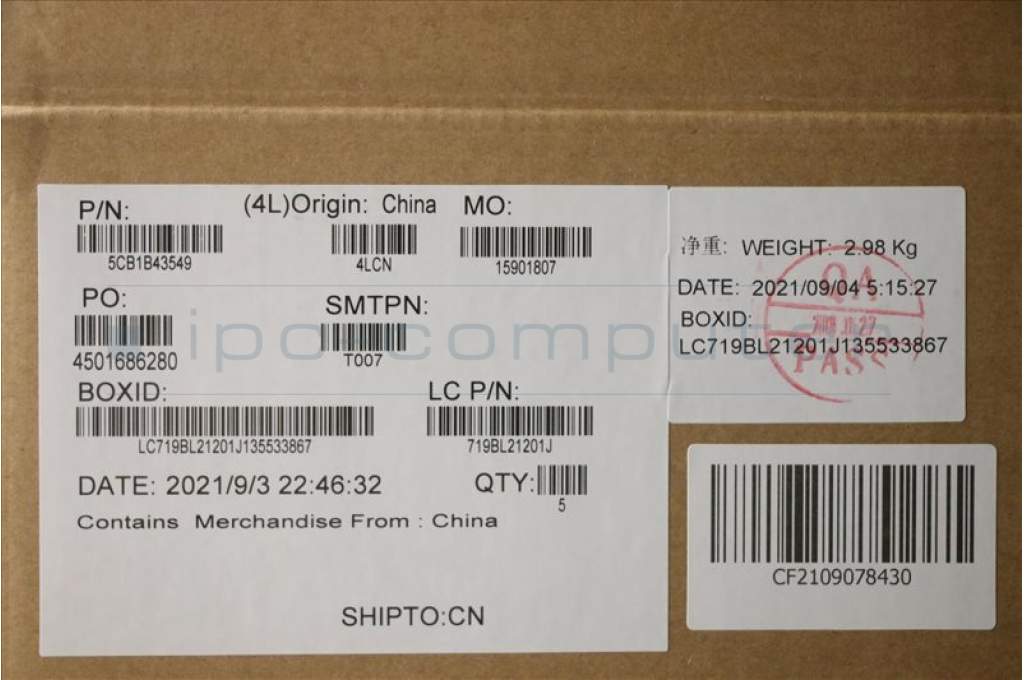 P/N: (4L)Origin: China MO:
5CB1B43549 4LCN 15901807
PO: SMTPN:
4501686280 T007
BOXID: LC P/N:
LC719BL21201J135533867 719BL21201J
DATE: 2021/9/3 22:46:32 QTY:
5
Contains Merchandise From : China
SHIPTO:CN
净重: WEIGHT: 2.98 Kg
DATE: 2021/09/04 5:15:27
BOXID:
LC719BL21201J135533867
QA
PASS
CF2109078430
ipo-computer